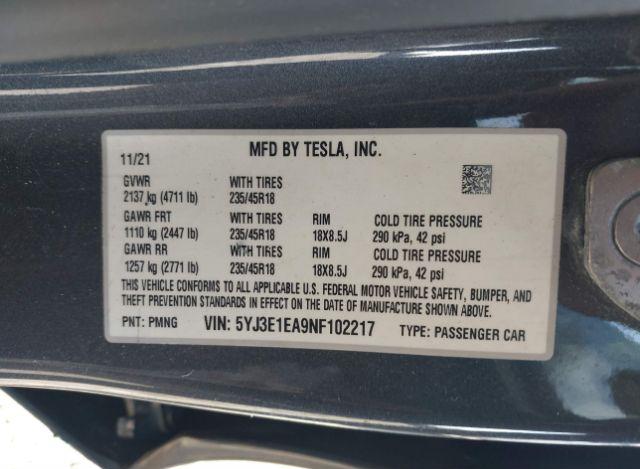 MFD BY TESLA, INC.
11/21
GVWR WITH TIRES
2137 kg (4711 lb) 235/45R18
GAWR FRT WITH TIRES RIM COLD TIRE PRESSURE
1110 kg (2447 lb) 235/45R18 18X8.5J 290 kPa, 42 psi
GAWR RR WITH TIRES RIM COLD TIRE PRESSURE
1257 kg (2771 lb) 235/45R18 18X8.5J 290 kPa, 42 psi
THIS VEHICLE CONFORMS TO ALL APPLICABLE U.S. FEDERAL MOTOR VEHICLE SAFETY, BUMPER, AND
THEFT PREVENTION STANDARDS IN EFFECT ON THE DATE OF MANUFACTURE SHOWN ABOVE.
PNT: PMNG VIN: 5YJ3E1EA9NF102217 TYPE: PASSENGER CAR